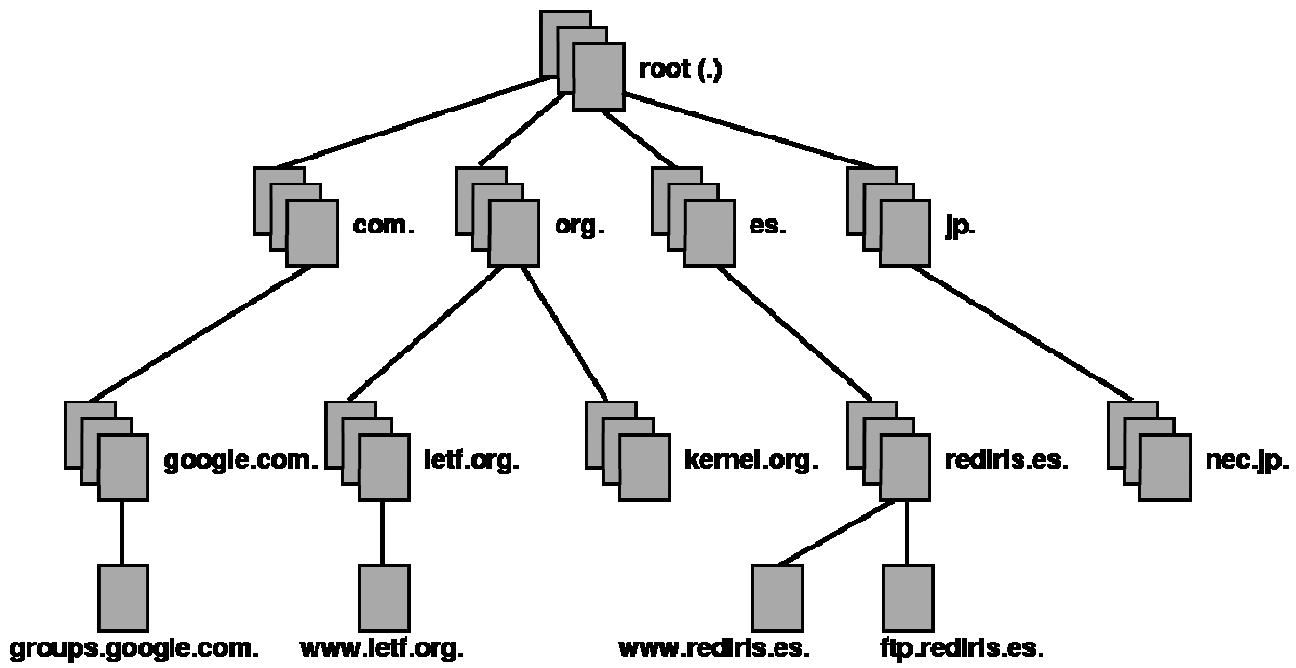 root (.)
com.
org.
es.
jp.
google.com.
ietf.org.
kernel.org.
rediris.es.
nec.jp.
groups.google.com.
www.ietf.org.
www.rediris.es.
ftp.rediris.es.